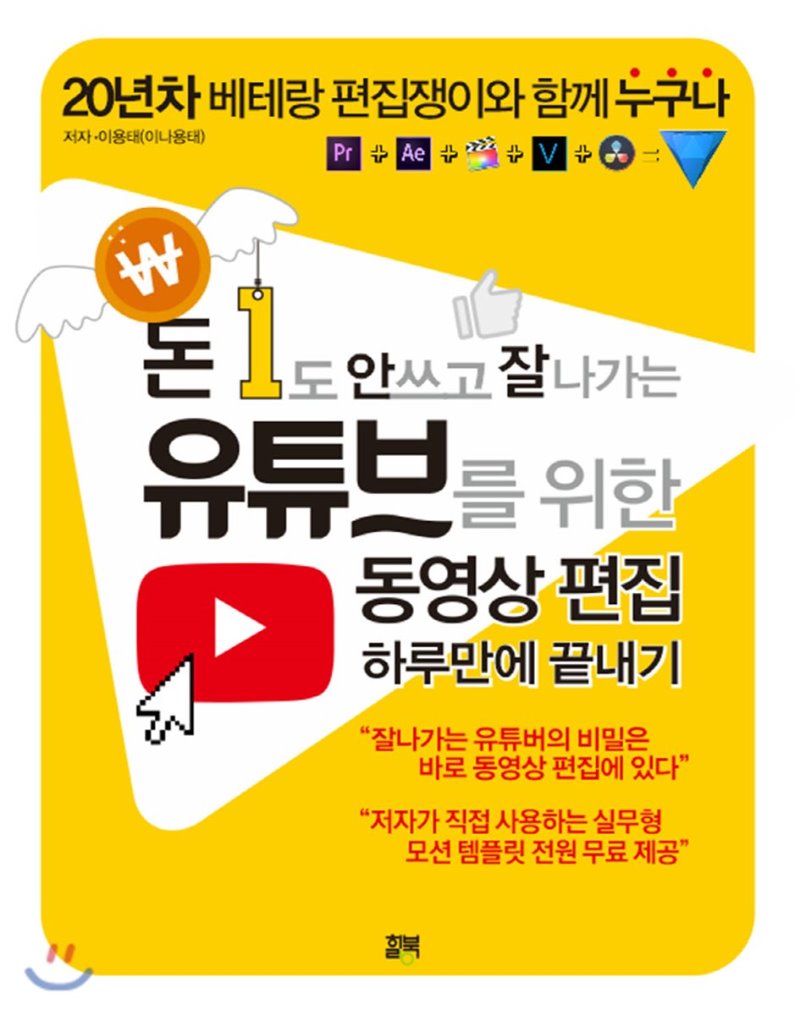 20년차 베테랑 편집쟁이와 함께 누구나
저자·이용태(이나용태)
Pr + Ae + + V + =
₩
돈 1도 안쓰고 잘나가는
유튜브를 위한
동영상 편집
하루만에 끝내기
“잘나가는 유튜버의 비밀은
바로 동영상 편집에 있다”
“저자가 직접 사용하는 실무형
모션 템플릿 전원 무료 제공”
힐북